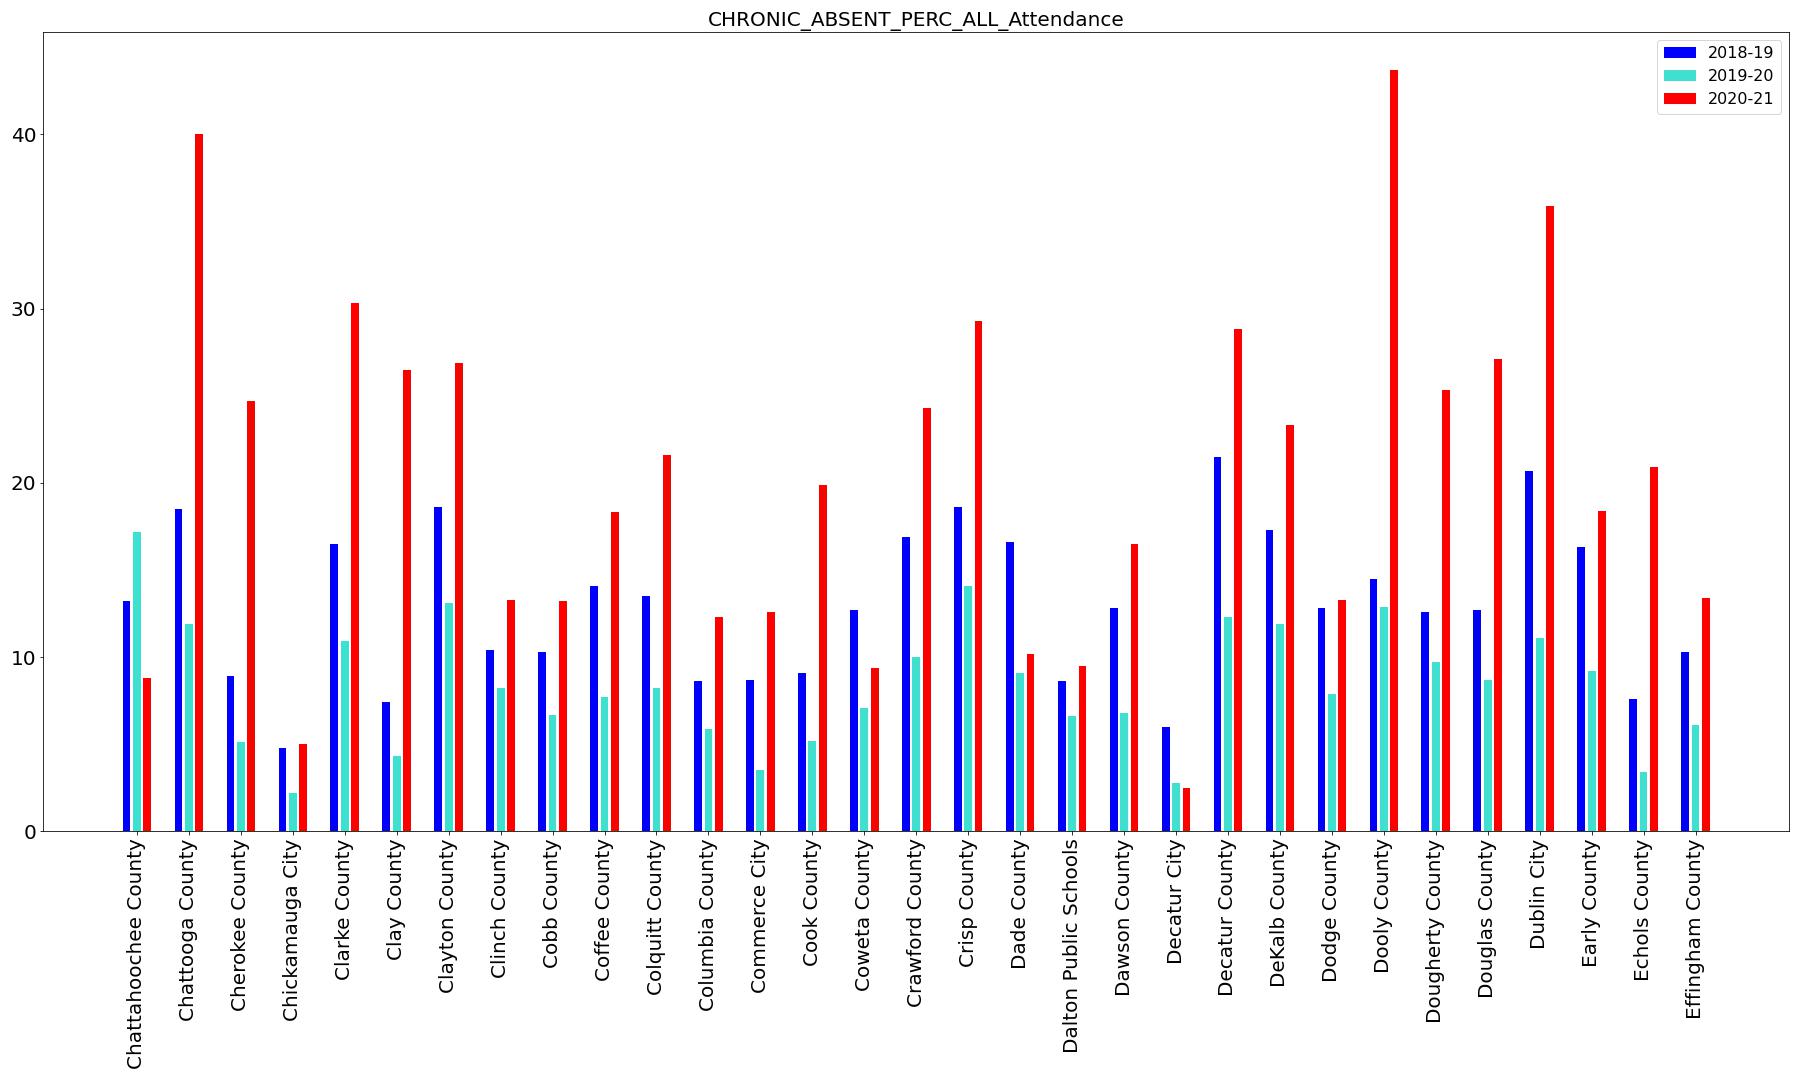 CHRONIC_ABSENT_PERC_ALL_Attendance
2018-19
2019-20
2020-21
40
30
20
10
0
Chattahoochee County
Chattooga County
Cherokee County
Chickamauga City
Clarke County
Clay County
Clayton County
Clinch County
Cobb County
Coffee County
Colquitt County
Columbia County
Commerce City
Cook County
Coweta County
Crawford County
Crisp County
Dade County
Dalton Public Schools
Dawson County
Decatur City
Decatur County
DeKalb County
Dodge County
Dooly County
Dougherty County
Douglas County
Dublin City
Early County
Echols County
Effingham County